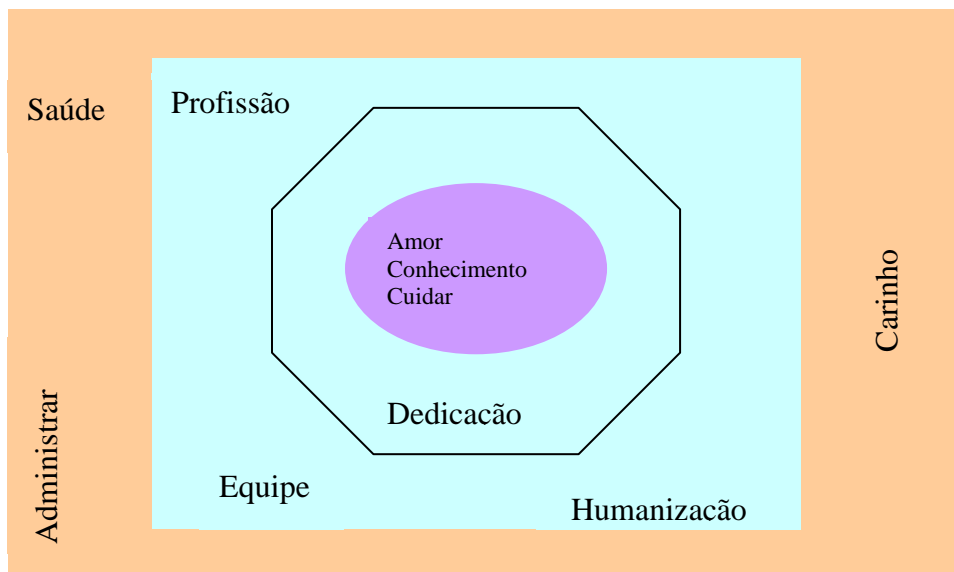 Saúde
Profissão
Amor
Conhecimento
Cuidar
Carinho
Dedicacão
Administrar
Equipe
Humanizacão